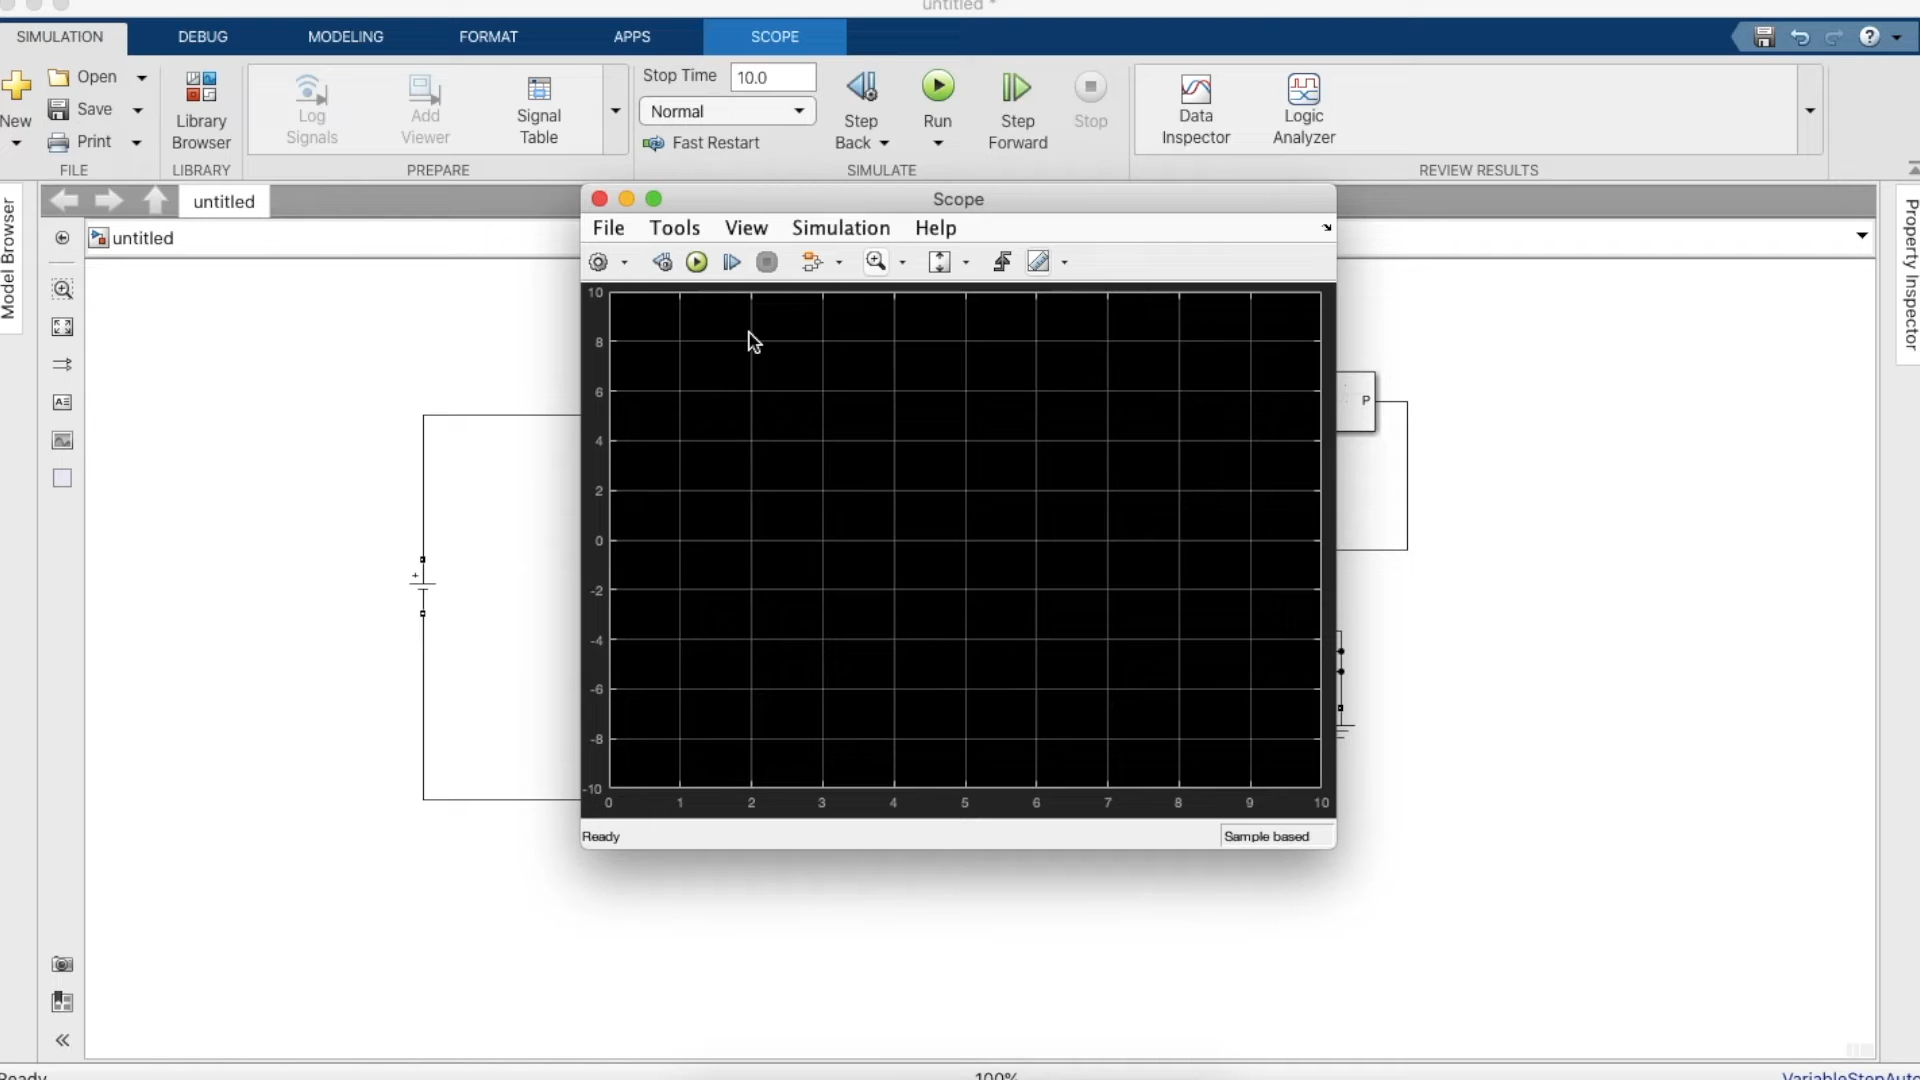 untitled *
SIMULATION DEBUG MODELING FORMAT APPS SCOPE
New
Open
Save
Print
FILE
Library
Browser
LIBRARY
Log
Signals
Add
Viewer
Signal
Table
PREPARE
Stop Time 10.0
Normal
Fast Restart
Step
Back
Run
Step
Forward
Stop
SIMULATE
Data
Inspector
Logic
Analyzer
REVIEW RESULTS
Model Browser
untitled
untitled
Property Inspector
Scope
File Tools View Simulation Help
10
8
6
4
2
0
-2
-4
-6
-8
-10
0 1 2 3 4 5 6 7 8 9 10
Ready Sample based
+
P
Ready 100% VariableStepAuto